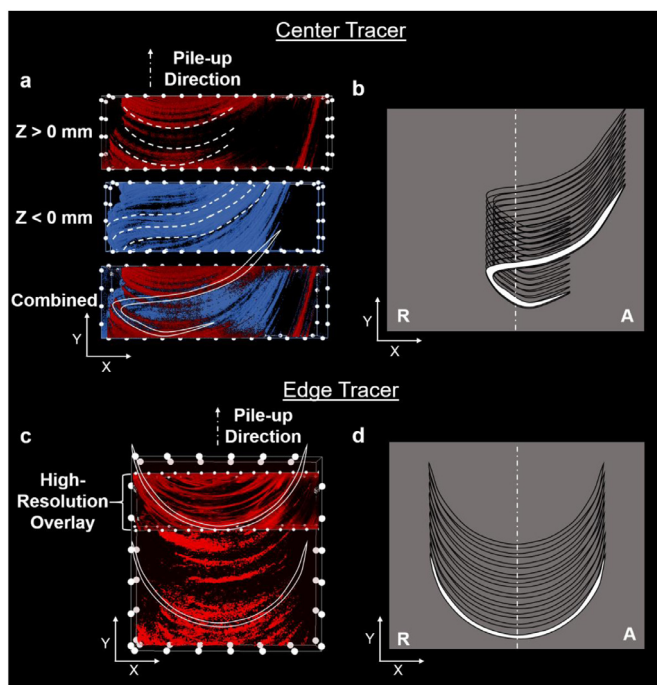 Center Tracer
a
Pile-up
Direction
b
Z > 0 mm
Z < 0 mm
Combined
Y
X
Y
X
R
A
Edge Tracer
c
Pile-up
Direction
d
High-
Resolution
Overlay
Y
X
Y
X
R
A